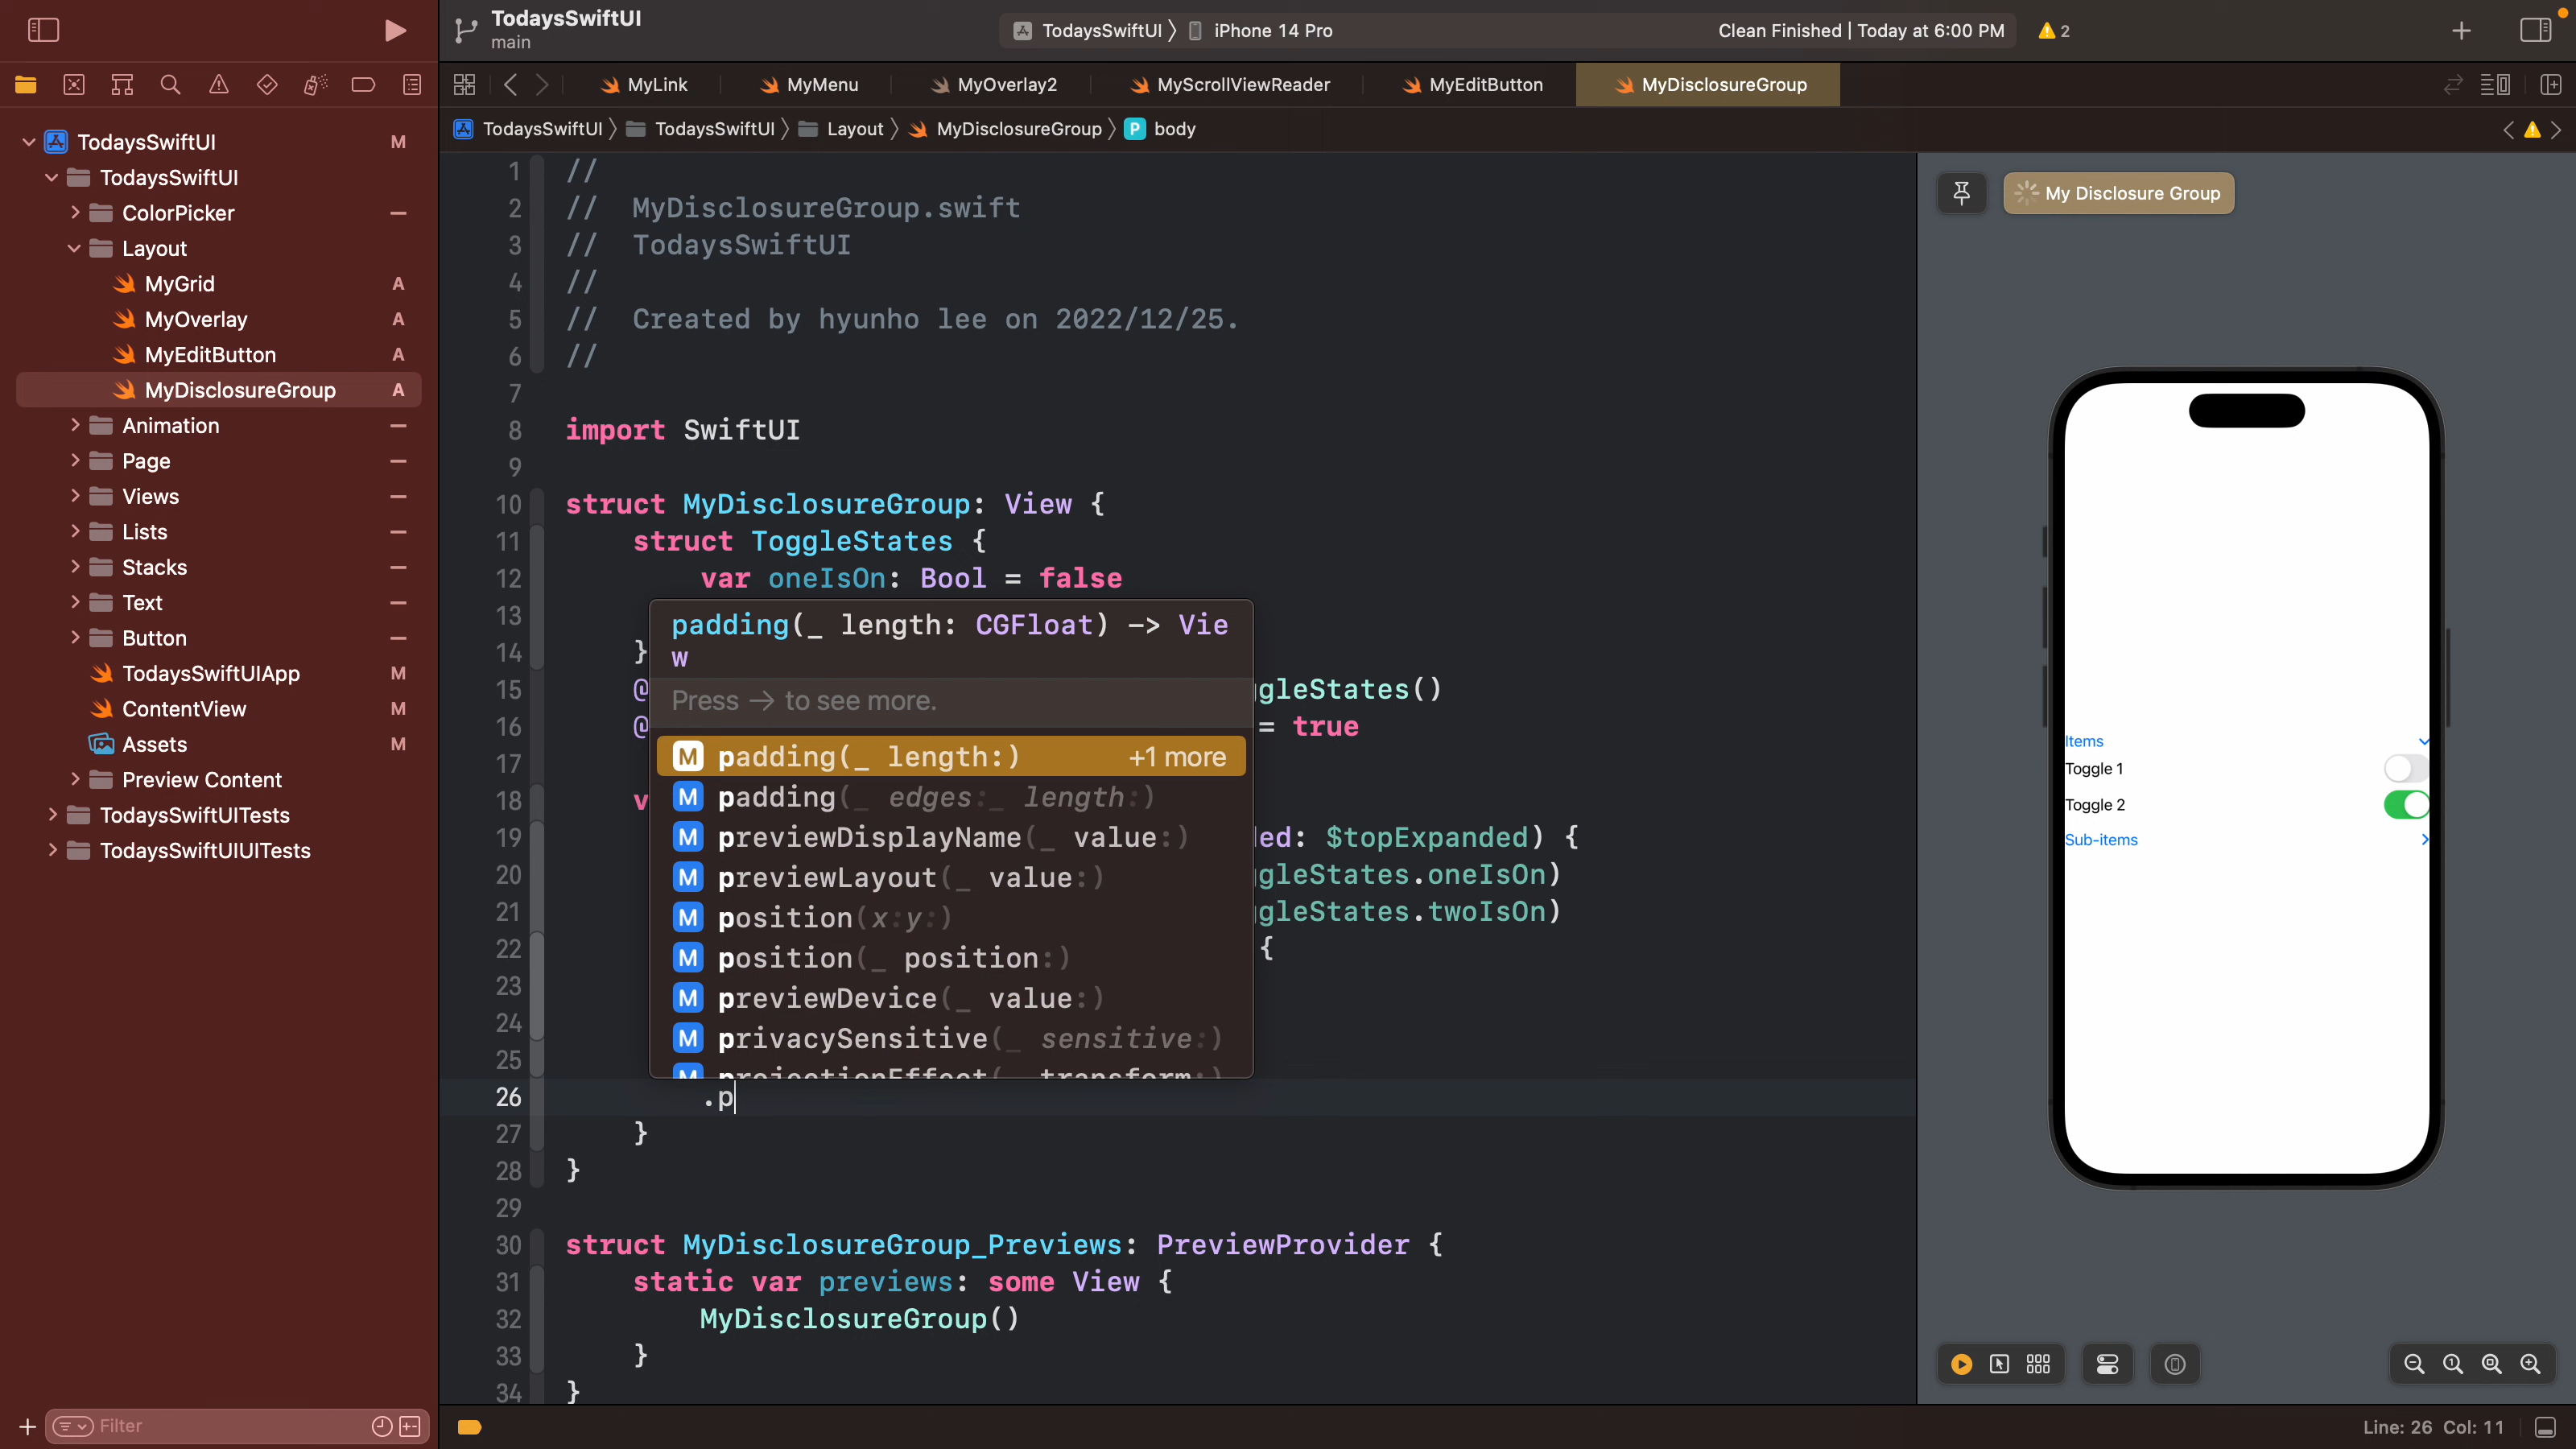 TodaysSwiftUI
main
TodaysSwiftUI
iPhone 14 Pro
Clean Finished | Today at 6:00 PM
2
MyLink
MyMenu
MyOverlay2
MyScrollViewReader
MyEditButton
MyDisclosureGroup
TodaysSwiftUI
TodaysSwiftUI
Layout
MyDisclosureGroup
P body
TodaysSwiftUI M
TodaysSwiftUI
ColorPicker
Layout
MyGrid A
MyOverlay A
MyEditButton A
MyDisclosureGroup A
Animation
Page
Views
Lists
Stacks
Text
Button
TodaysSwiftUIApp M
ContentView M
Assets M
Preview Content
TodaysSwiftUITests
TodaysSwiftUIUITests
Filter
1 //
2 // MyDisclosureGroup.swift
3 // TodaysSwiftUI
4 //
5 // Created by hyunho lee on 2022/12/25.
6 //
7
8 import SwiftUI
9
10 struct MyDisclosureGroup: View {
11 struct ToggleStates {
12 var oneIsOn: Bool = false
13
14 }
15 @ gleStates()
16 @ = true
17
18 v
19 ed: $topExpanded) {
20 gleStates.oneIsOn)
21 gleStates.twoIsOn)
22 {
23
24
25
26 .p
27 }
28 }
29
30 struct MyDisclosureGroup_Previews: PreviewProvider {
31 static var previews: some View {
32 MyDisclosureGroup()
33 }
34 }
padding(_ length: CGFloat) -> Vie
w
Press → to see more.
M padding(_ length:) +1 more
M padding(_ edges:_ length:)
M previewDisplayName(_ value:)
M previewLayout(_ value:)
M position(x:y:)
M position(_ position:)
M previewDevice(_ value:)
M privacySensitive(_ sensitive:)
M projectionEffect(_ transform:)
My Disclosure Group
Items
Toggle 1
Toggle 2
Sub-items
Line: 26 Col: 11